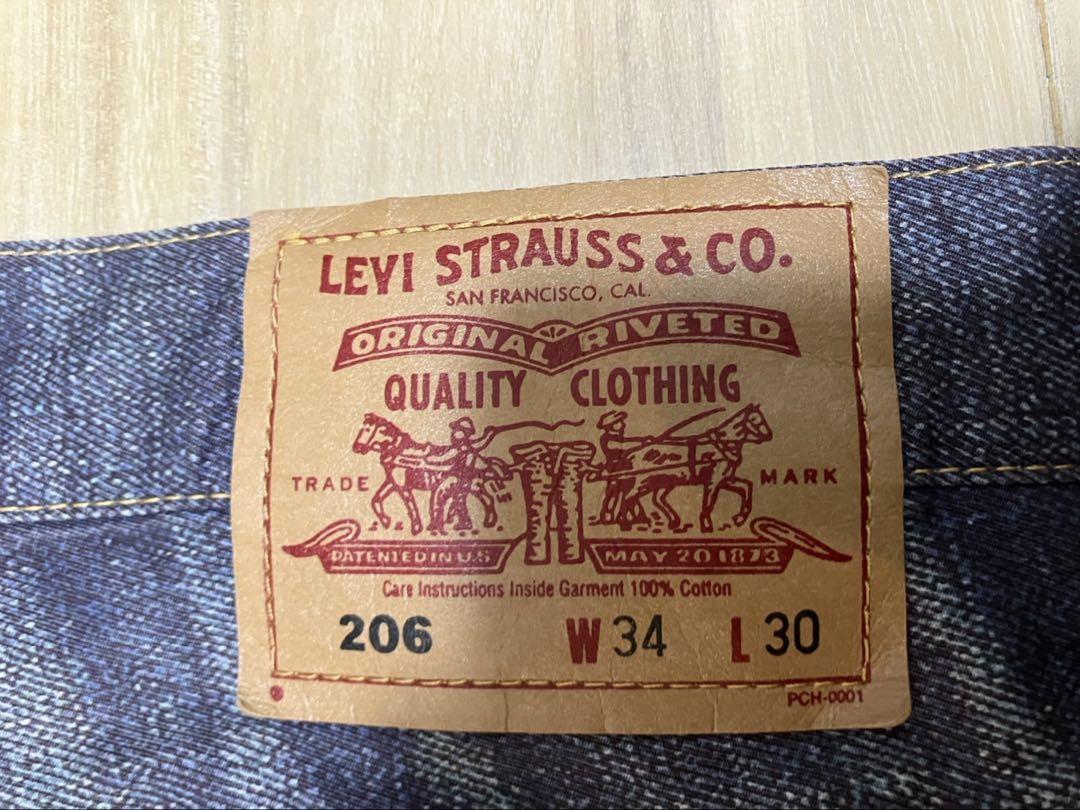 LEVI STRAUSS & CO.
SAN FRANCISCO, CAL.
ORIGINAL RIVETED
QUALITY CLOTHING
TRADE MARK
PATENTED IN U.S MAY 20 1873
Care Instructions Inside Garment 100% Cotton
206 W 34 L 30
PCH-0001